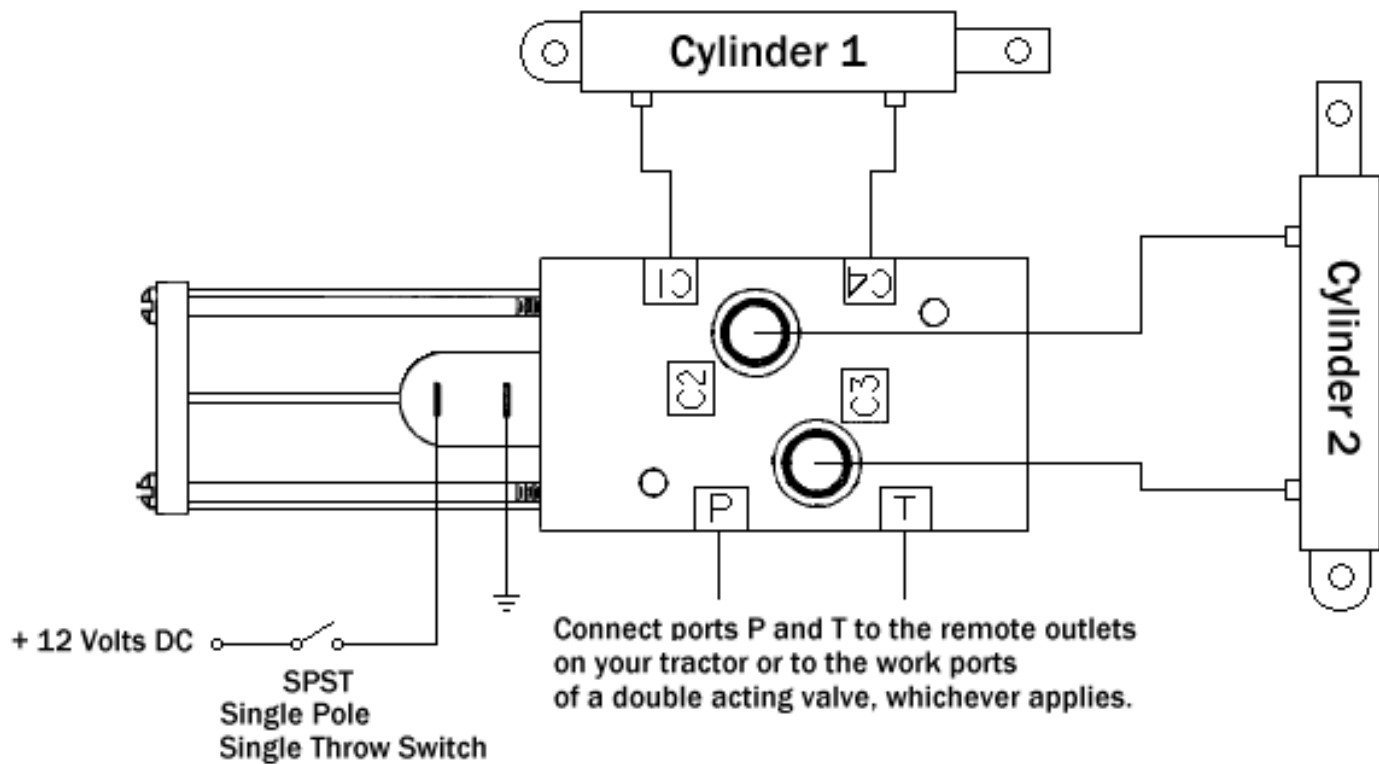 Cylinder 1
C1
C4
C2
C3
Cylinder 2
P
T
+ 12 Volts DC
SPST
Single Pole
Single Throw Switch
Connect ports P and T to the remote outlets
on your tractor or to the work ports
of a double acting valve, whichever applies.